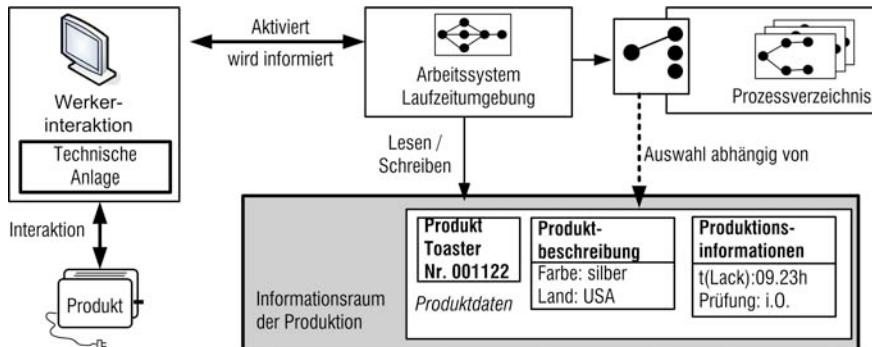 Werker-
interaktion
Technische
Anlage
Interaktion
Produkt
Aktiviert
wird informiert
Arbeitssystem
Laufzeitumgebung
Prozessverzeichnis
Lesen /
Schreiben
Auswahl abhängig von
Informationsraum
der Produktion
Produkt
Toaster
Nr. 001122
Produktdaten
Produkt-
beschreibung
Farbe: silber
Land: USA
Produktions-
informationen
t(Lack):09.23h
Prüfung: i.O.